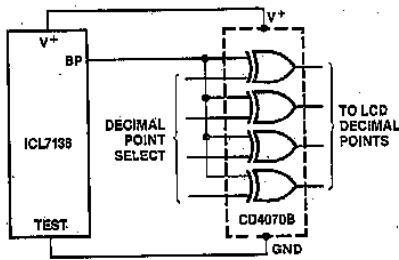 V+
V+
BP
DECIMAL
POINT
SELECT
TO LCD
DECIMAL
POINTS
ICL7136
CD4070B
TEST
GND